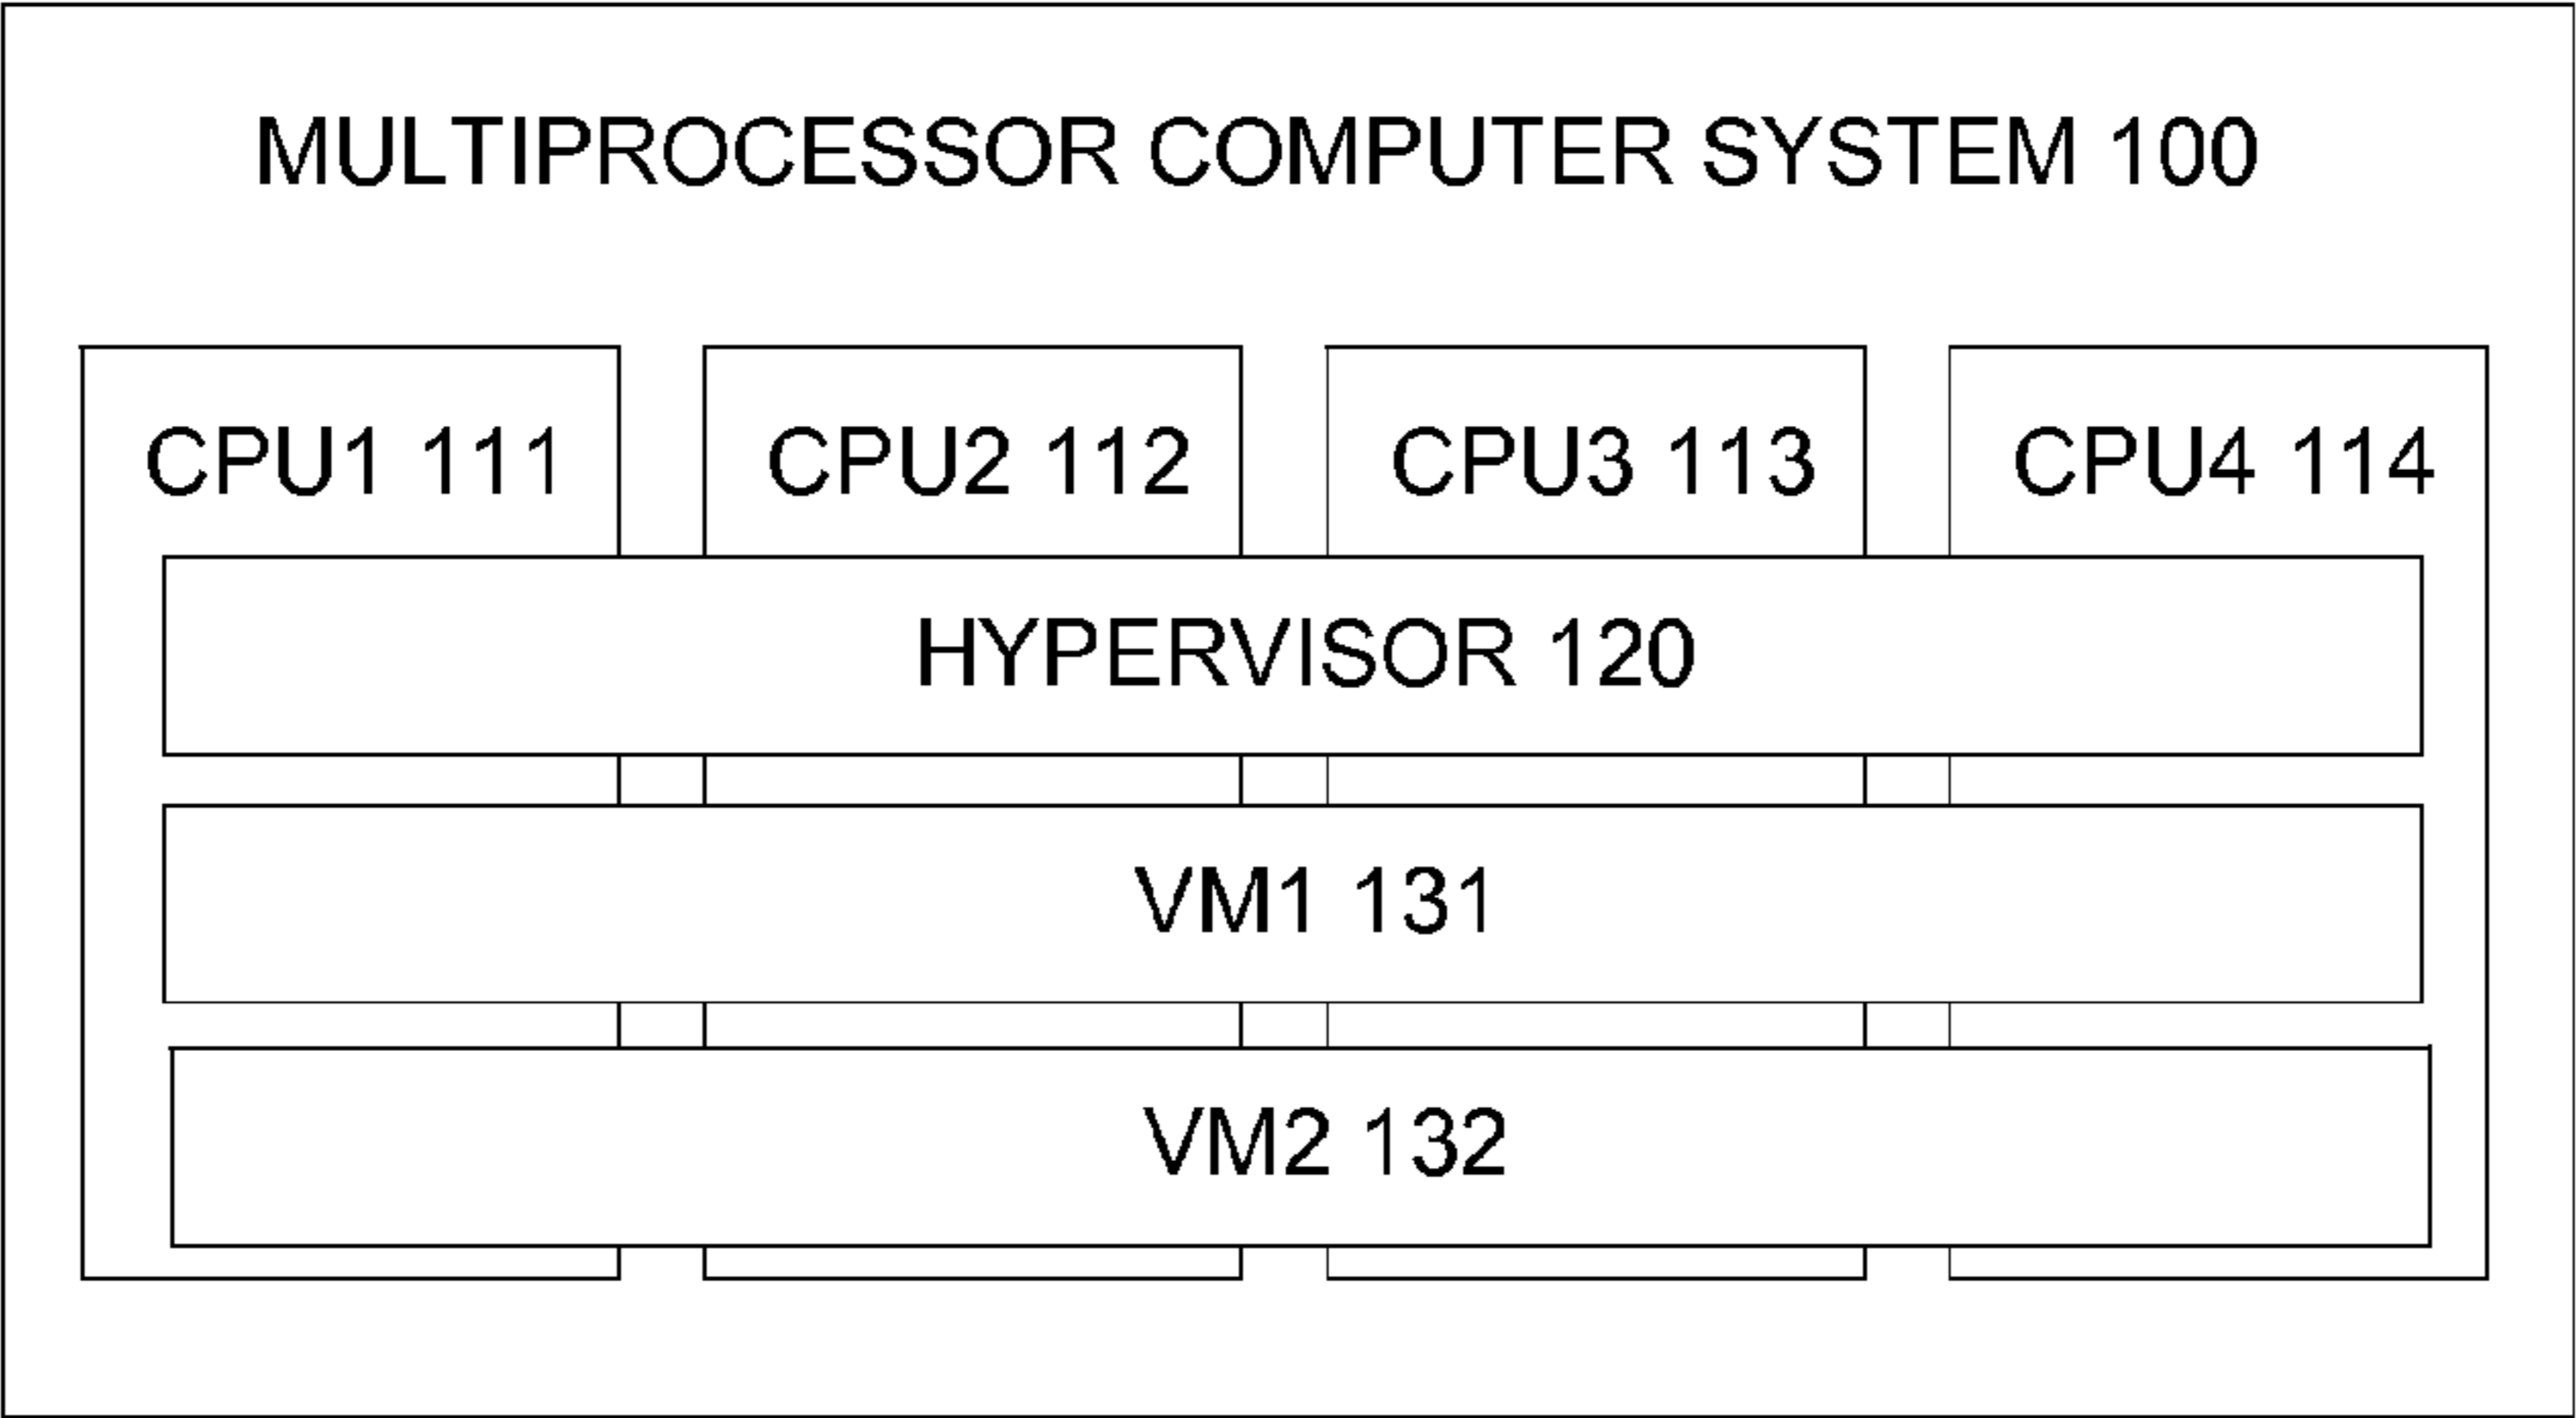 MULTIPROCESSOR COMPUTER SYSTEM 100
CPU1 111 CPU2 112 CPU3 113 CPU4 114
HYPERVISOR 120
VM1 131
VM2 132